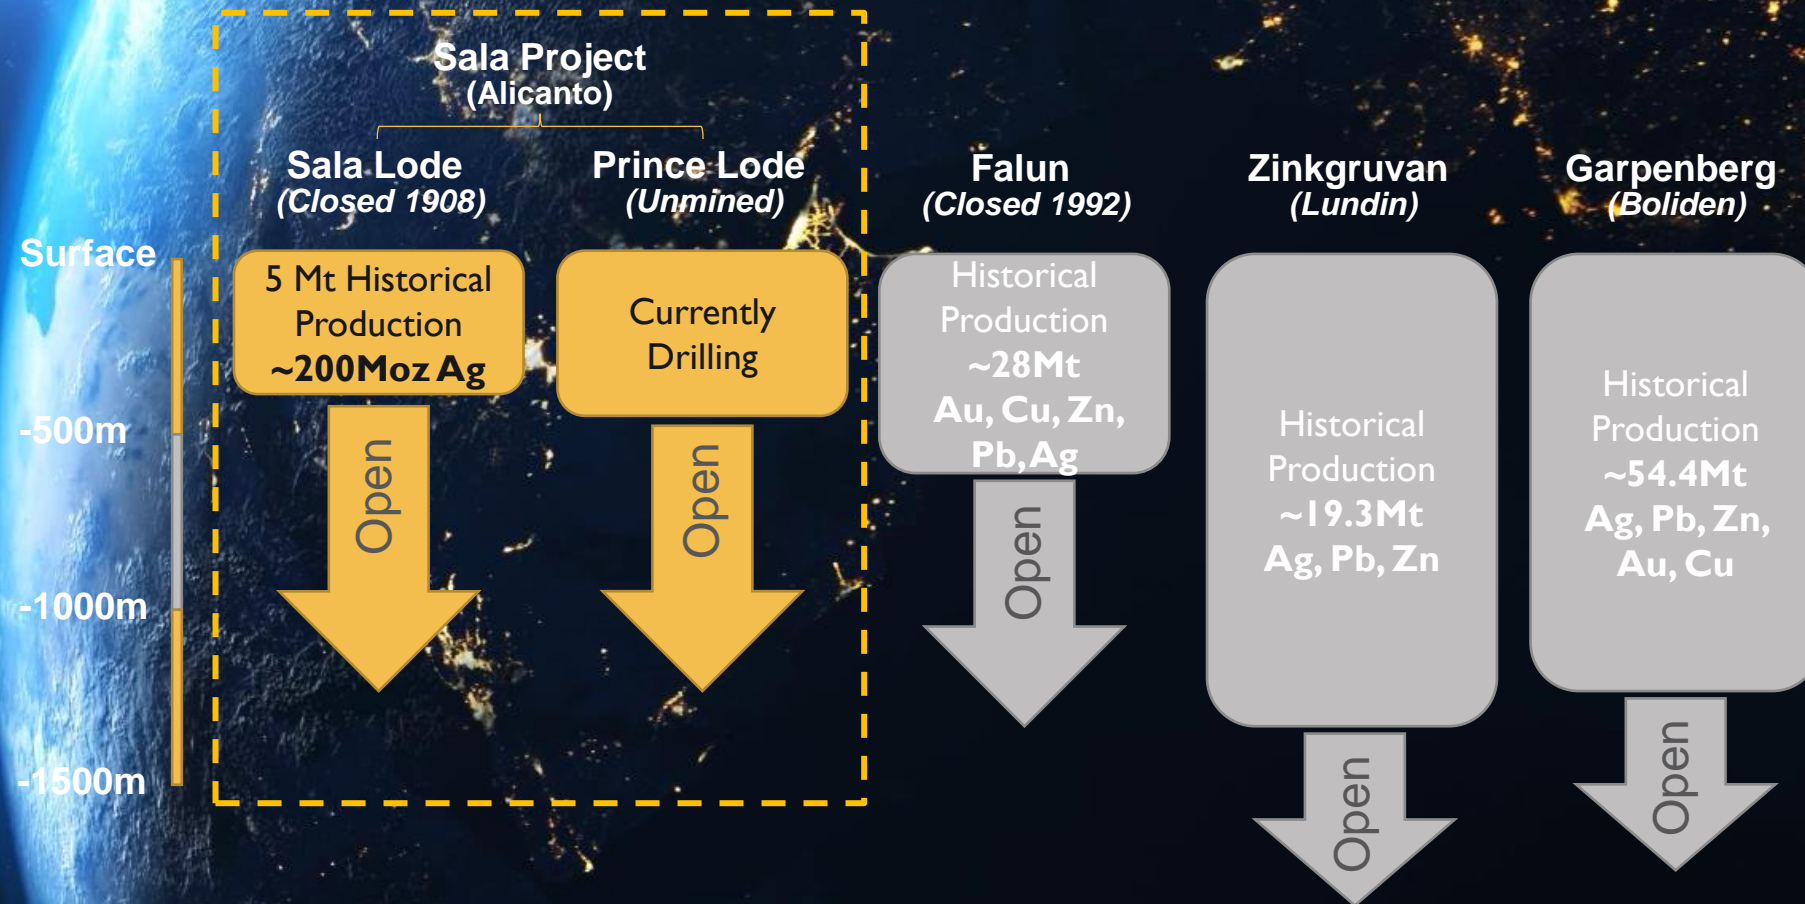 Sala Project
(Alicanto)
Sala Lode
(Closed 1908)
Prince Lode
(Unmined)
Falun
(Closed 1992)
Zinkgruvan
(Lundin)
Garpenberg
(Boliden)
Surface
-500m
-1000m
-1500m
5 Mt Historical
Production
~200Moz Ag
Open
Currently
Drilling
Open
Historical
Production
~28Mt
Au, Cu, Zn,
Pb, Ag
Open
Historical
Production
~19.3Mt
Ag, Pb, Zn
Open
Historical
Production
~54.4Mt
Ag, Pb, Zn,
Au, Cu
Open